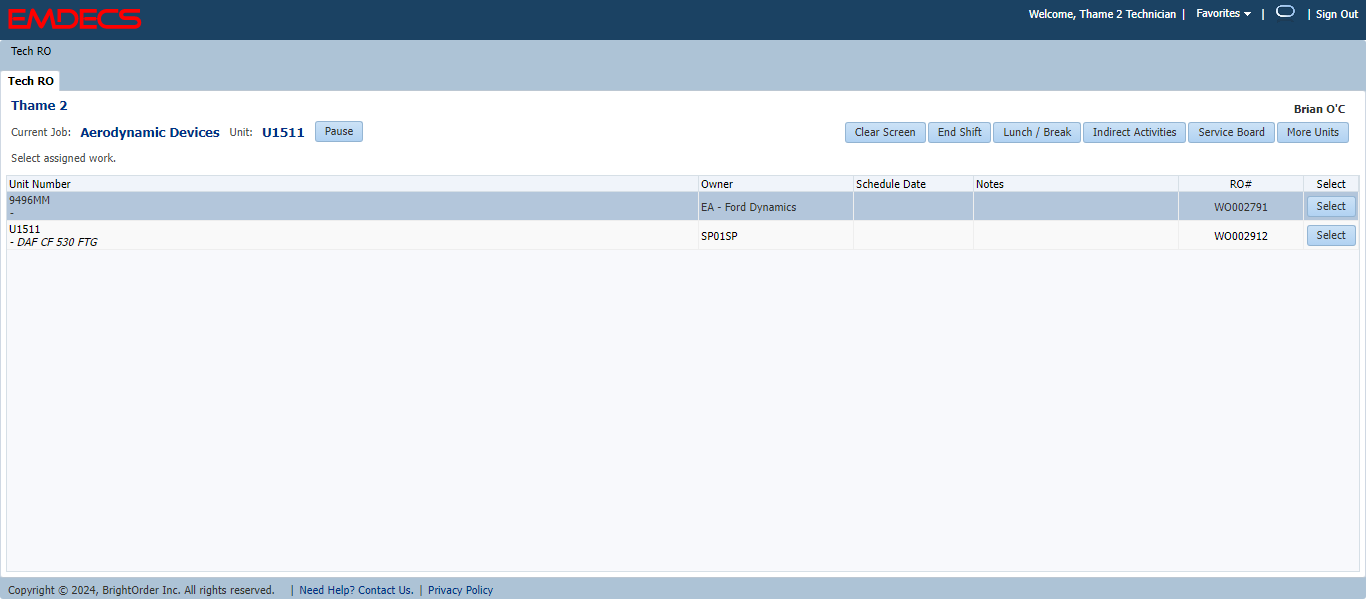 EMDECS
Welcome, Thame 2 Technician | Favorites | | Sign Out
Tech RO
Tech RO
Thame 2
Brian O'C
Current Job: Aerodynamic Devices Unit: U1511 Pause
Clear Screen End Shift Lunch / Break Indirect Activities Service Board More Units
Select assigned work.
Unit Number Owner Schedule Date Notes RO# Select
9496MM
-
EA - Ford Dynamics WO002791 Select
U1511
- DAF CF 530 FTG
SP01SP WO002912 Select
Copyright © 2024, BrightOrder Inc. All rights reserved. | Need Help? Contact Us. | Privacy Policy